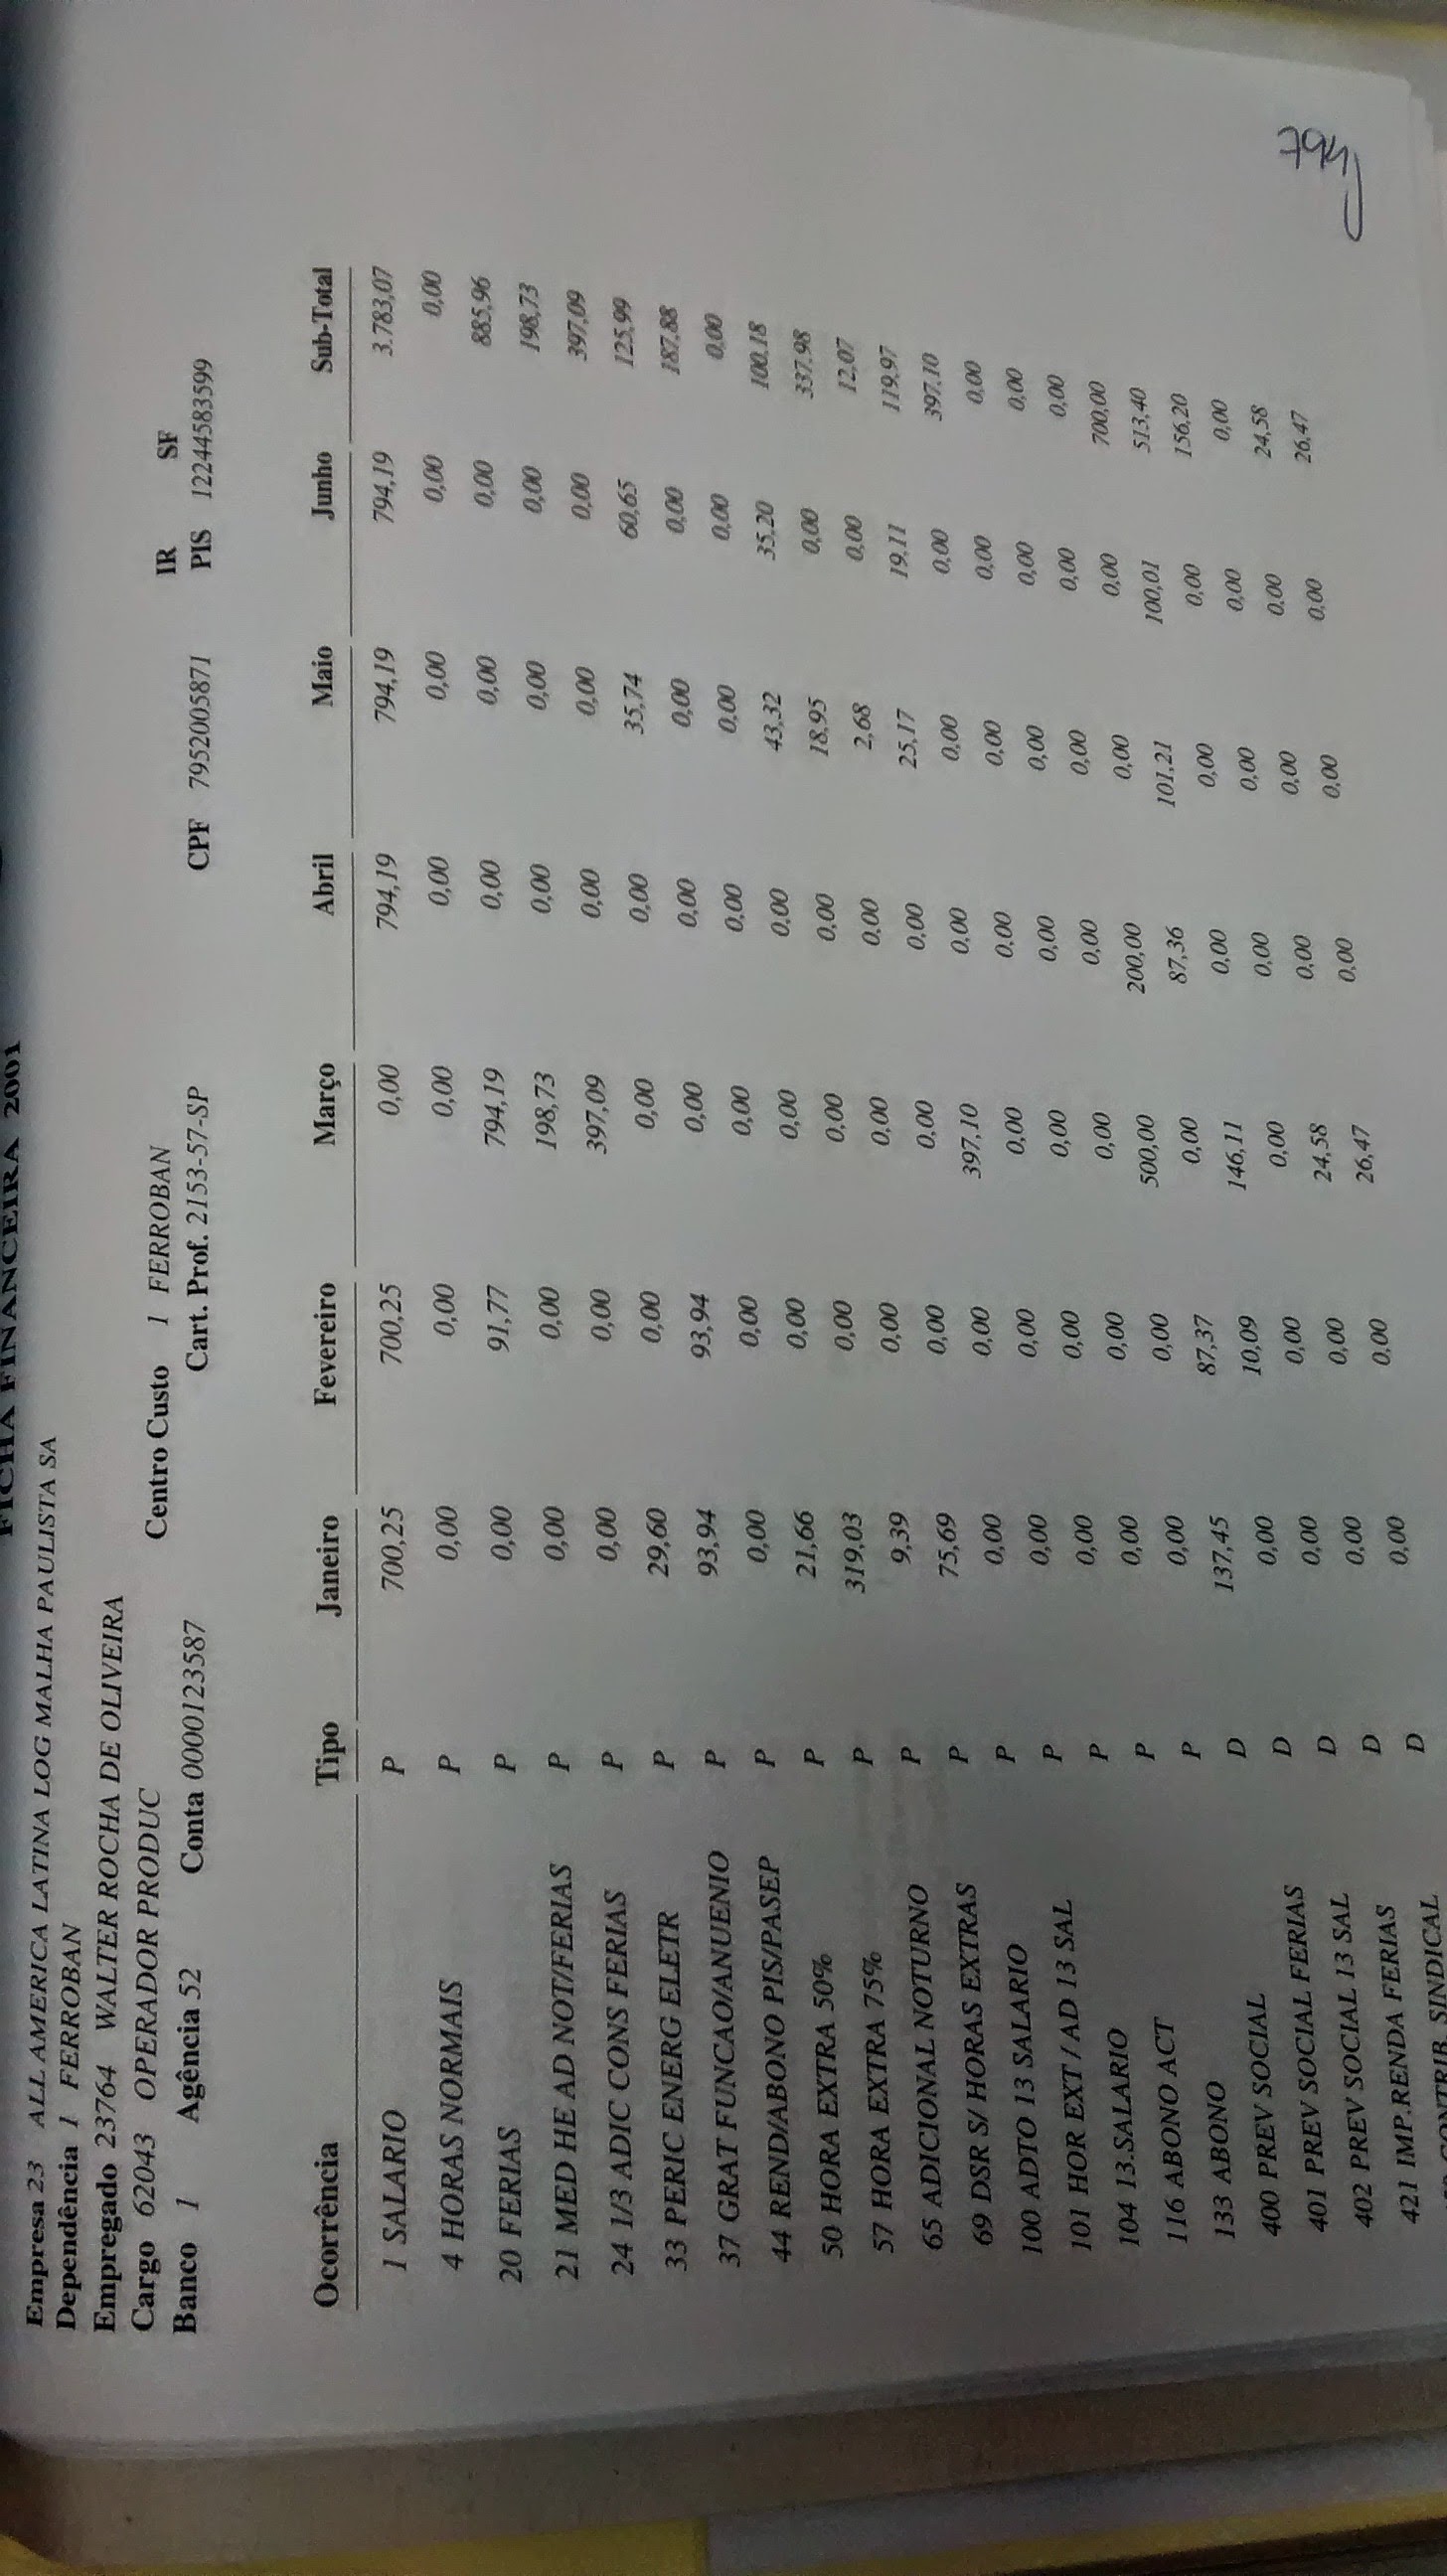 FICHA FINANCEIRA 2001
Empresa 23 ALL AMERICA LATINA LOG MALHA PAULISTA SA
Dependência 1 FERROBAN
Empregado 23764 WALTER ROCHA DE OLIVEIRA
Cargo 62043 OPERADOR PRODUC Centro Custo 1 FERROBAN IR SF
Banco 1 Agência 52 Conta 0000123587 Cart. Prof. 2153-57-SP CPF 79520058 71 PIS 12244583599
Ocorrência Tipo Janeiro Fevereiro Março Abril Maio Junho Sub-Total
1 SALARIO P 700,25 700,25 0,00 794,19 794,19 794,19 3.783,07
4 HORAS NORMAIS P 0,00 0,00 0,00 0,00 0,00 0,00 0,00
20 FERIAS P 0,00 91,77 794,19 0,00 0,00 0,00 885,96
21 MED HE AD NOT/FERIAS P 0,00 0,00 198,73 0,00 0,00 0,00 198,73
24 1/3 ADIC CONS FERIAS P 0,00 0,00 397,09 0,00 0,00 0,00 397,09
33 PERIC ENERG ELETR P 29,60 0,00 0,00 0,00 35,74 60,65 125,99
37 GRAT FUNCAO/ANUENIO P 93,94 93,94 0,00 0,00 0,00 0,00 187,88
44 REND/ABONO PIS/PASEP P 0,00 0,00 0,00 0,00 0,00 0,00 0,00
50 HORA EXTRA 50% P 21,66 0,00 0,00 0,00 43,32 35,20 100,18
57 HORA EXTRA 75% P 319,03 0,00 0,00 0,00 18,95 0,00 337,98
65 ADICIONAL NOTURNO P 9,39 0,00 0,00 0,00 2,68 0,00 12,07
69 DSR S/ HORAS EXTRAS P 75,69 0,00 0,00 0,00 25,17 19,11 119,97
100 ADTO 13 SALARIO P 0,00 0,00 397,10 0,00 0,00 0,00 397,10
101 HOR EXT / AD 13 SAL P 0,00 0,00 0,00 0,00 0,00 0,00 0,00
104 13.SALARIO P 0,00 0,00 0,00 0,00 0,00 0,00 0,00
116 ABONO ACT P 0,00 0,00 0,00 0,00 0,00 0,00 0,00
133 ABONO P 0,00 0,00 500,00 200,00 0,00 0,00 700,00
400 PREV SOCIAL D 137,45 87,37 0,00 87,36 101,21 100,01 513,40
401 PREV SOCIAL FERIAS D 0,00 10,09 146,11 0,00 0,00 0,00 156,20
402 PREV SOCIAL 13 SAL D 0,00 0,00 0,00 0,00 0,00 0,00 0,00
421 IMP.RENDA FERIAS D 0,00 0,00 24,58 0,00 0,00 0,00 24,58
CONTRIB SINDICAL D 0,00 0,00 26,47 0,00 0,00 0,00 26,47